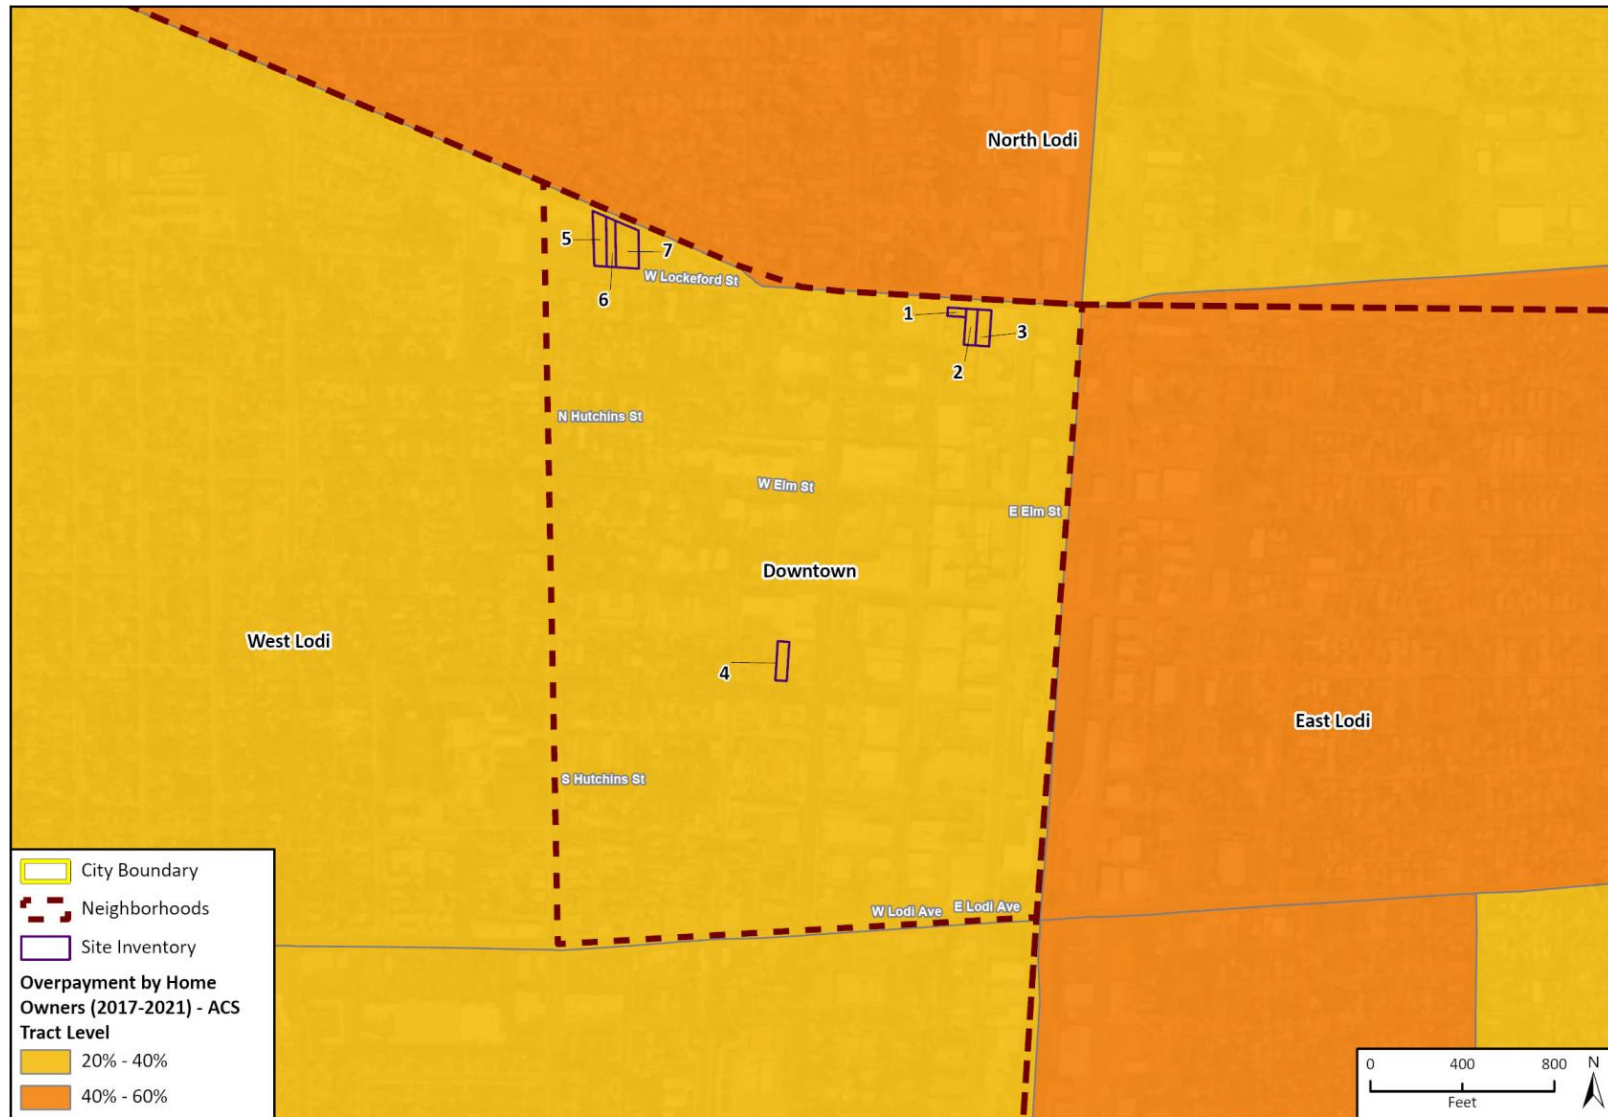 North Lodi
5
7
W Lockeford St
6
1
3
2
N Hutchins St
W Elm St
E Elm St
Downtown
West Lodi
4
East Lodi
S Hutchins St
W Lodi Ave
E Lodi Ave
City Boundary
Neighborhoods
Site Inventory
Overpayment by Home
Owners (2017-2021) - ACS
Tract Level
20% - 40%
40% - 60%
0 400 800
Feet
N